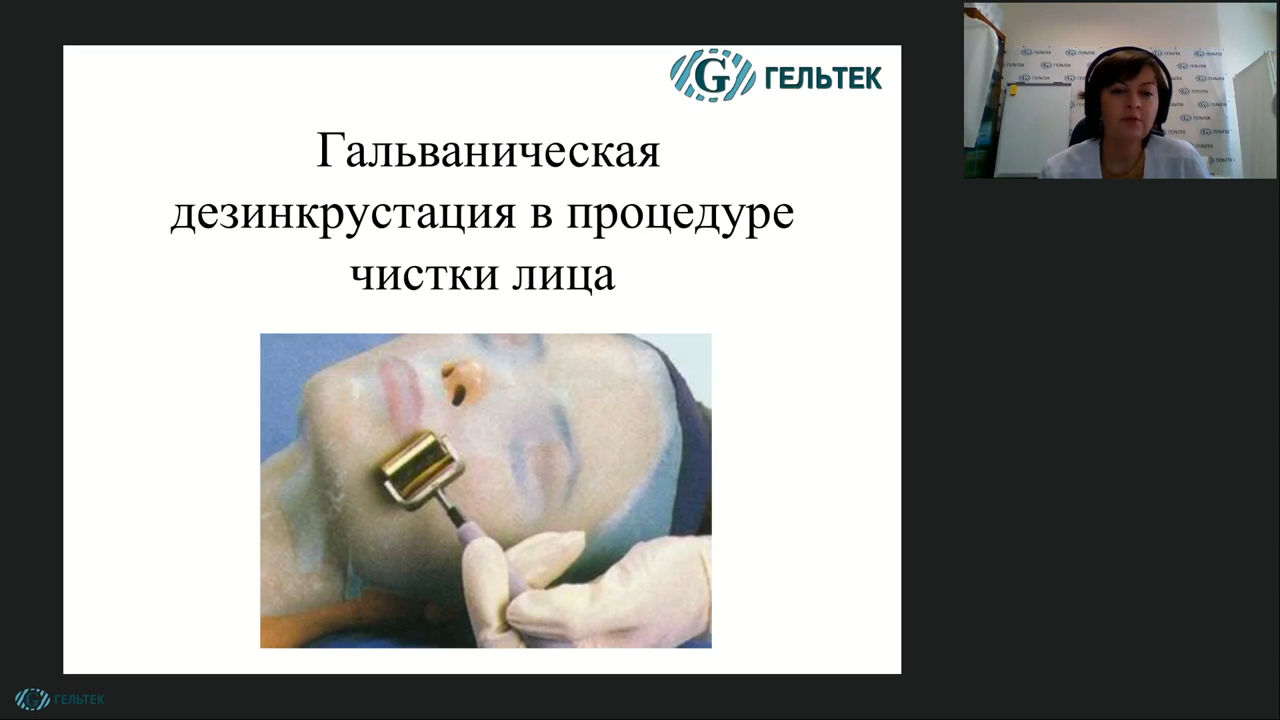 ГЕЛЬТЕК
Гальваническая
дезинкрустация в процедуре
чистки лица
ГЕЛЬТЕК